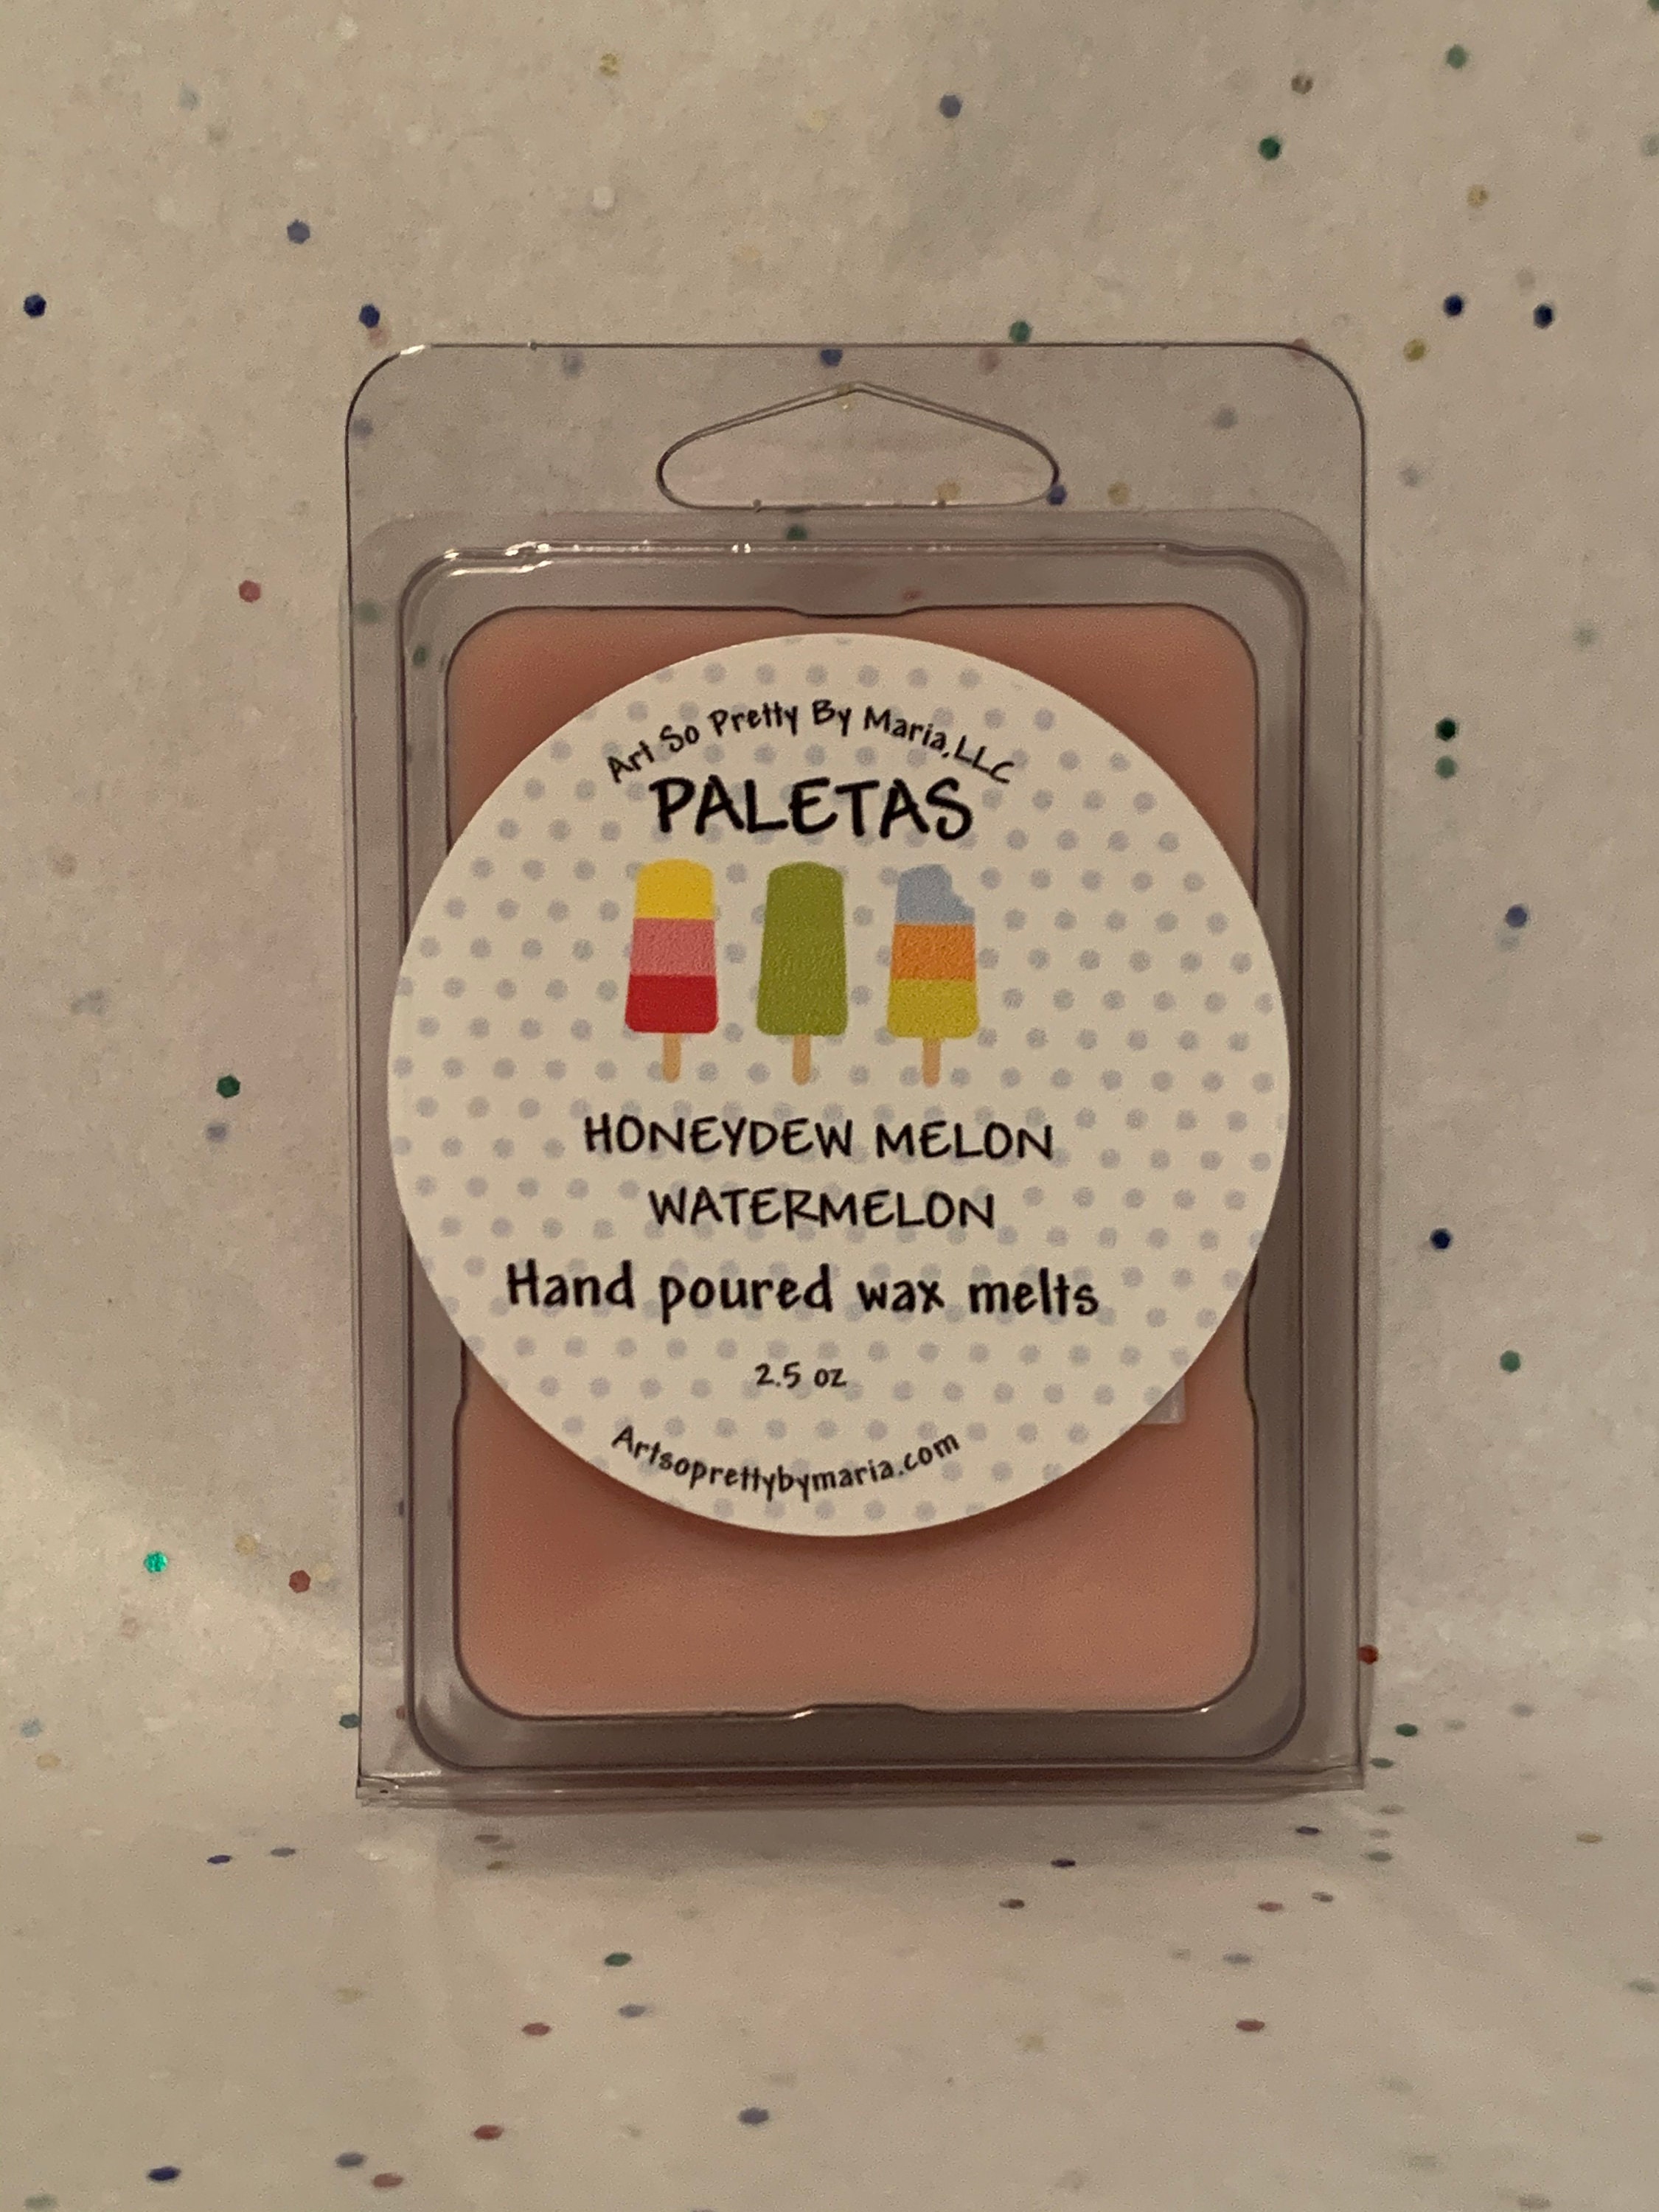 Art So Pretty By Maria,LLC
PALETAS
HONEYDEW MELON
WATERMELON
Hand poured wax melts
2.5 oz
Artsoprettybymaria.com